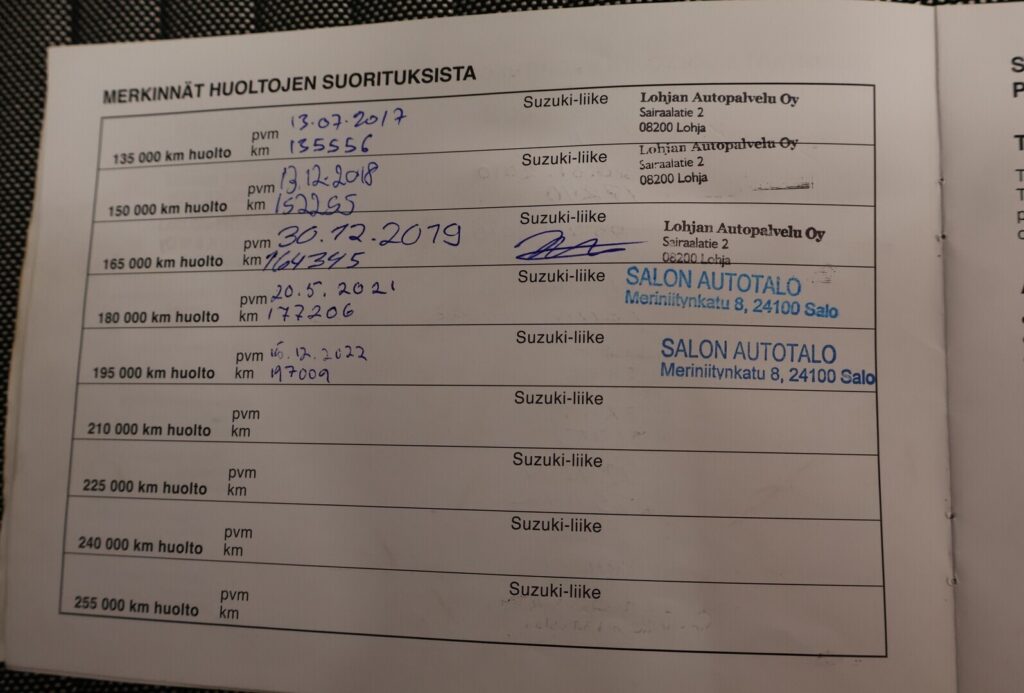 MERKINNÄT HUOLTOJEN SUORITUKSISTA
135 000 km huolto pvm 13.07.2017 Suzuki-liike Lohjan Autopalvelu Oy
km 135556 Sairaalatie 2
08200 Lohja
150 000 km huolto pvm 13.12.2018 Suzuki-liike Lohjan Autopalvelu Oy
km 152255 Sairaalatie 2
08200 Lohja
165 000 km huolto pvm 30.12.2019 Suzuki-liike Lohjan Autopalvelu Oy
km 164345 Sairaalatie 2
08200 Lohja
180 000 km huolto pvm 20.5.2021 Suzuki-liike SALON AUTOTALO
km 177206 Meriniitynkatu 8, 24100 Salo
195 000 km huolto pvm 15.12.2022 Suzuki-liike SALON AUTOTALO
km 197009 Meriniitynkatu 8, 24100 Salo
210 000 km huolto pvm Suzuki-liike
km
225 000 km huolto pvm Suzuki-liike
km
240 000 km huolto pvm Suzuki-liike
km
255 000 km huolto pvm Suzuki-liike
km